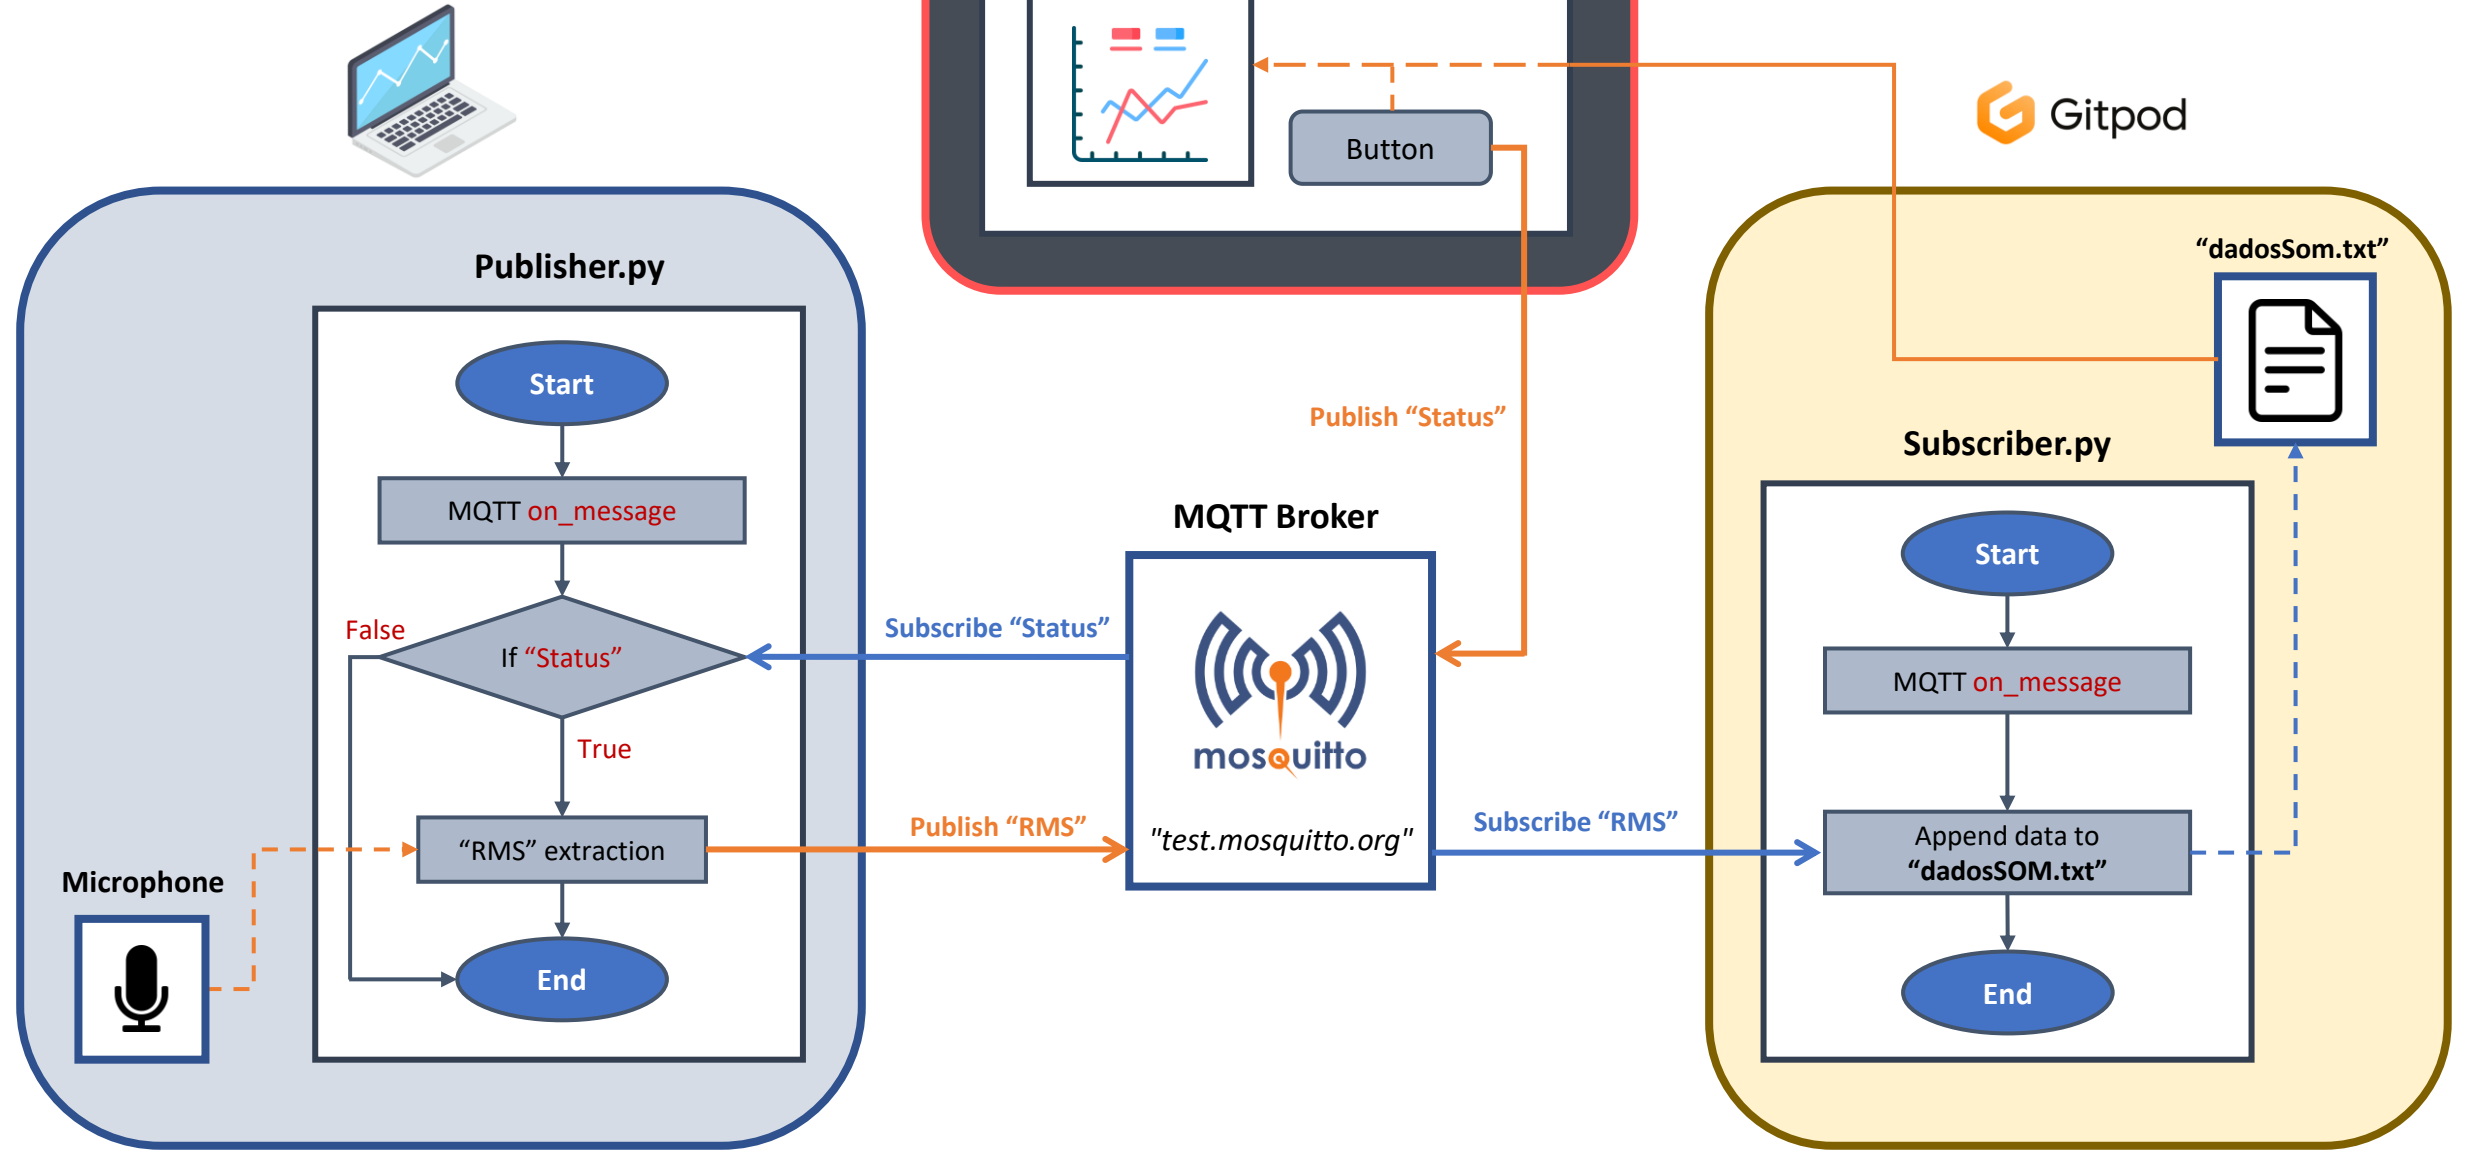 Button
Gitpod
Publisher.py
Start
MQTT on_message
False
If “Status”
True
“RMS” extraction
End
Microphone
Subscribe “Status”
Publish “RMS”
Publish “Status”
MQTT Broker
mosquitto
"test.mosquitto.org"
Subscribe “RMS”
“dadosSom.txt”
Subscriber.py
Start
MQTT on_message
Append data to
“dadosSOM.txt”
End